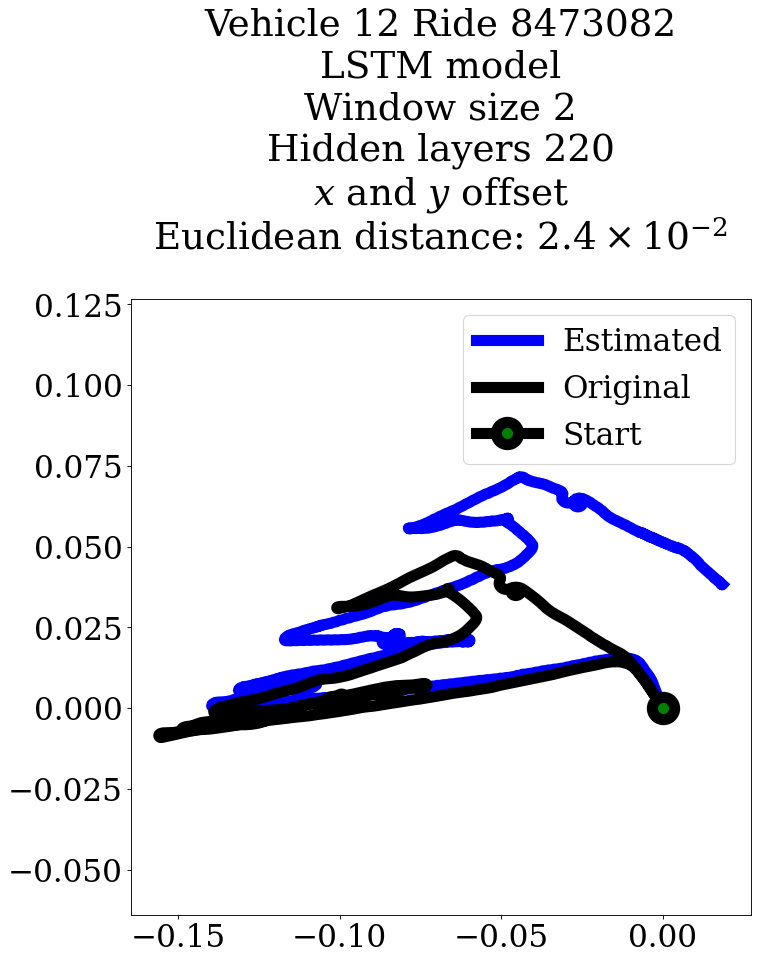 Vehicle 12 Ride 8473082
LSTM model
Window size 2
Hidden layers 220
x and y offset
Euclidean distance: 2.4 × 10⁻²
0.125
0.100
0.075
0.050
0.025
0.000
−0.025
−0.050
Estimated
Original
Start
−0.15
−0.10
−0.05
0.00